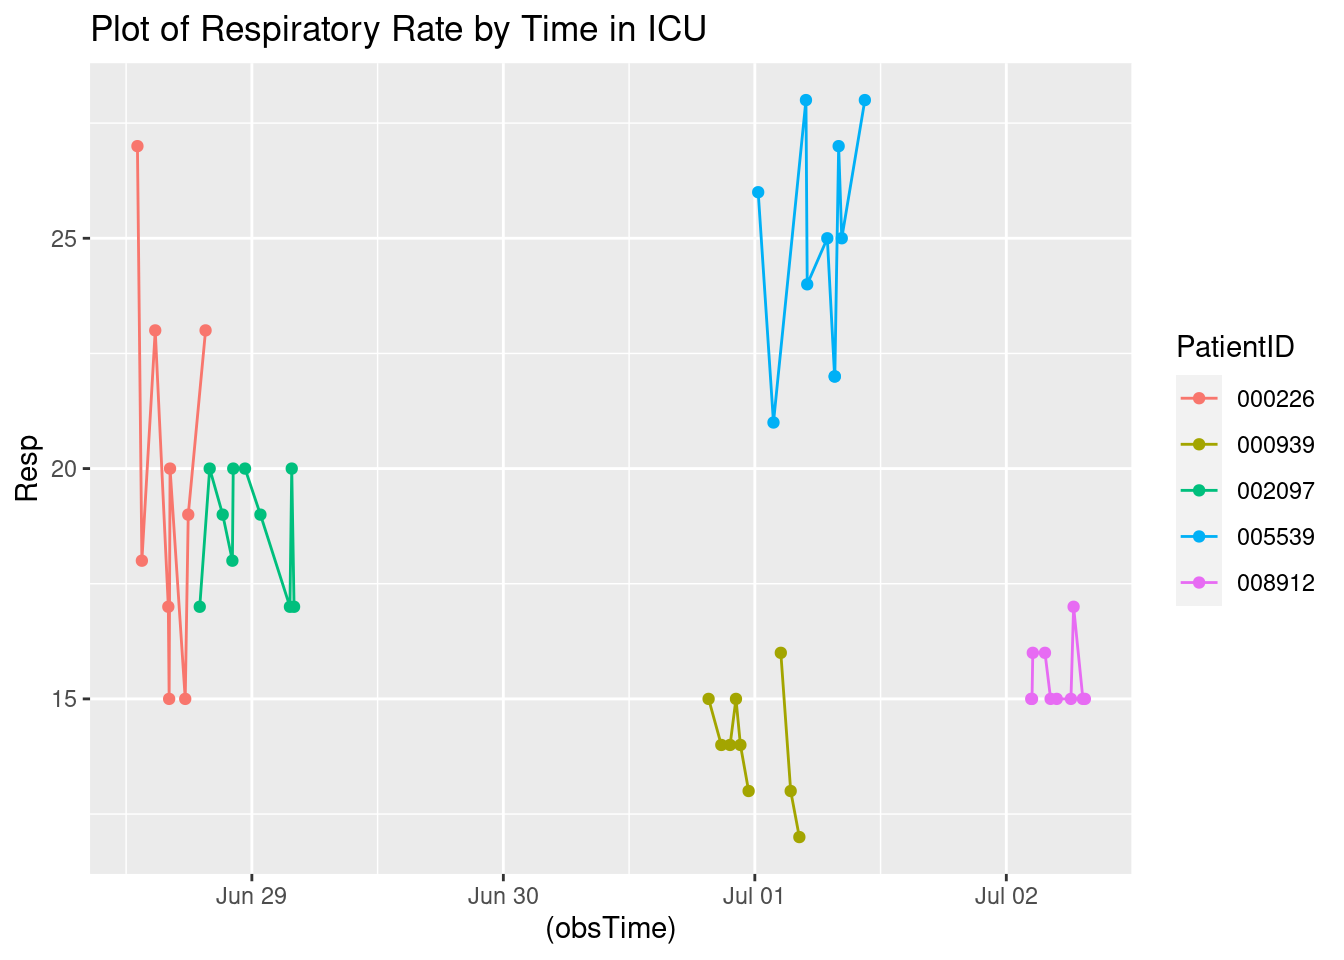 Plot of Respiratory Rate by Time in ICU
25
20
15
Resp
Jun 29
Jun 30
Jul 01
Jul 02
(obsTime)
PatientID
000226
000939
002097
005539
008912